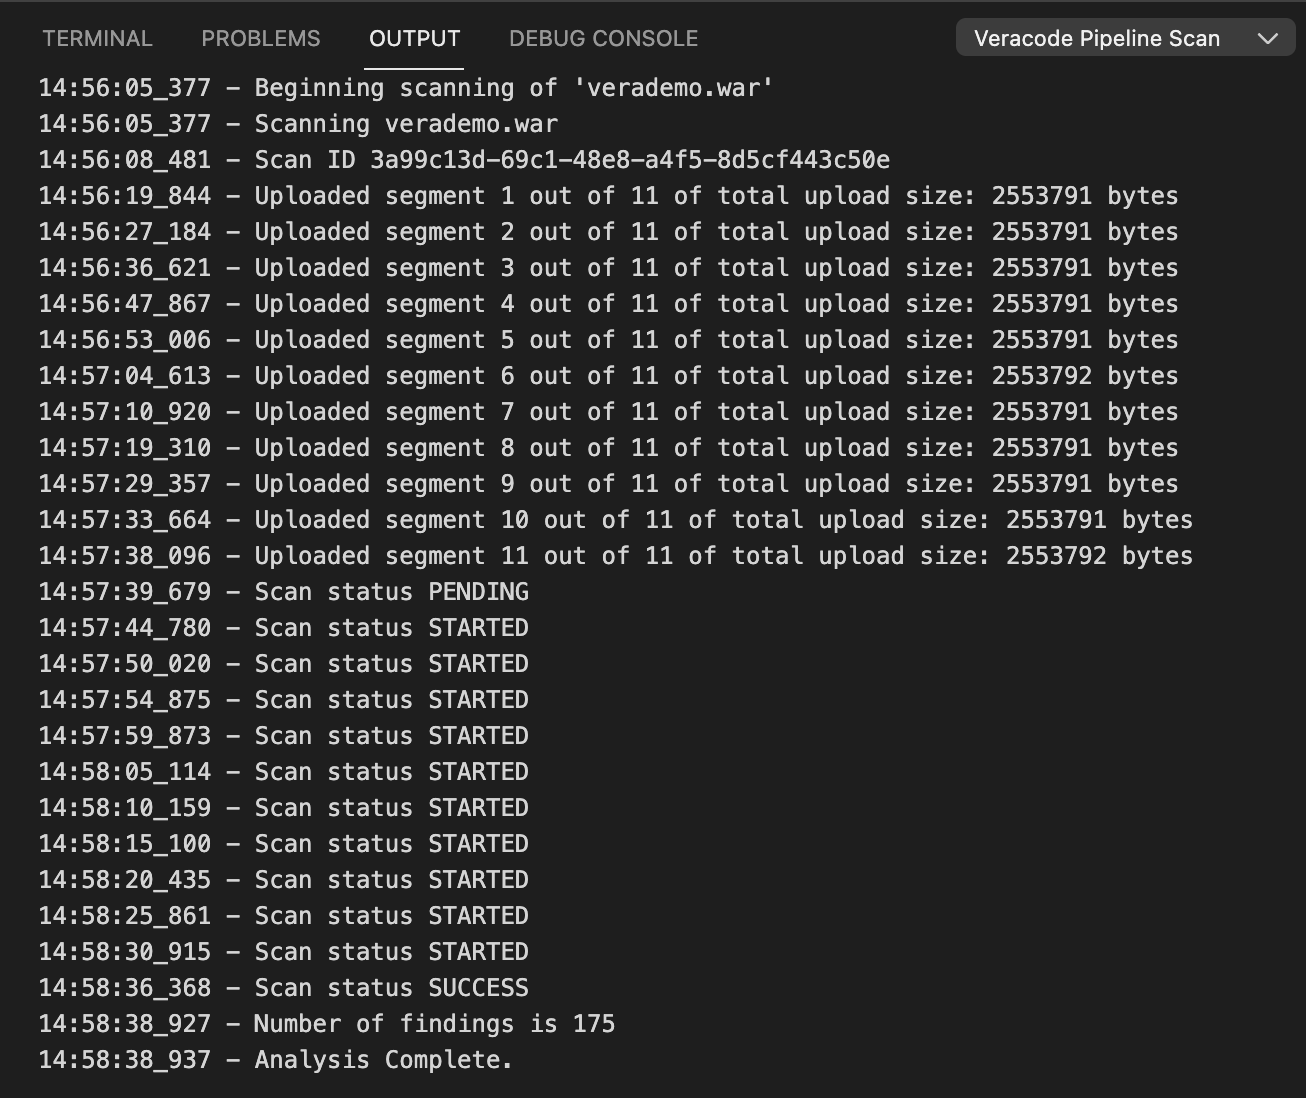 TERMINAL PROBLEMS OUTPUT DEBUG CONSOLE Veracode Pipeline Scan
14:56:05_377 – Beginning scanning of 'verademo.war'
14:56:05_377 – Scanning verademo.war
14:56:08_481 – Scan ID 3a99c13d-69c1-48e8-a4f5-8d5cf443c50e
14:56:19_844 – Uploaded segment 1 out of 11 of total upload size: 2553791 bytes
14:56:27_184 – Uploaded segment 2 out of 11 of total upload size: 2553791 bytes
14:56:36_621 – Uploaded segment 3 out of 11 of total upload size: 2553791 bytes
14:56:47_867 – Uploaded segment 4 out of 11 of total upload size: 2553791 bytes
14:56:53_006 – Uploaded segment 5 out of 11 of total upload size: 2553791 bytes
14:57:04_613 – Uploaded segment 6 out of 11 of total upload size: 2553792 bytes
14:57:10_920 – Uploaded segment 7 out of 11 of total upload size: 2553791 bytes
14:57:19_310 – Uploaded segment 8 out of 11 of total upload size: 2553791 bytes
14:57:29_357 – Uploaded segment 9 out of 11 of total upload size: 2553791 bytes
14:57:33_664 – Uploaded segment 10 out of 11 of total upload size: 2553791 bytes
14:57:38_096 – Uploaded segment 11 out of 11 of total upload size: 2553792 bytes
14:57:39_679 – Scan status PENDING
14:57:44_780 – Scan status STARTED
14:57:50_020 – Scan status STARTED
14:57:54_875 – Scan status STARTED
14:57:59_873 – Scan status STARTED
14:58:05_114 – Scan status STARTED
14:58:10_159 – Scan status STARTED
14:58:15_100 – Scan status STARTED
14:58:20_435 – Scan status STARTED
14:58:25_861 – Scan status STARTED
14:58:30_915 – Scan status STARTED
14:58:36_368 – Scan status SUCCESS
14:58:38_927 – Number of findings is 175
14:58:38_937 – Analysis Complete.